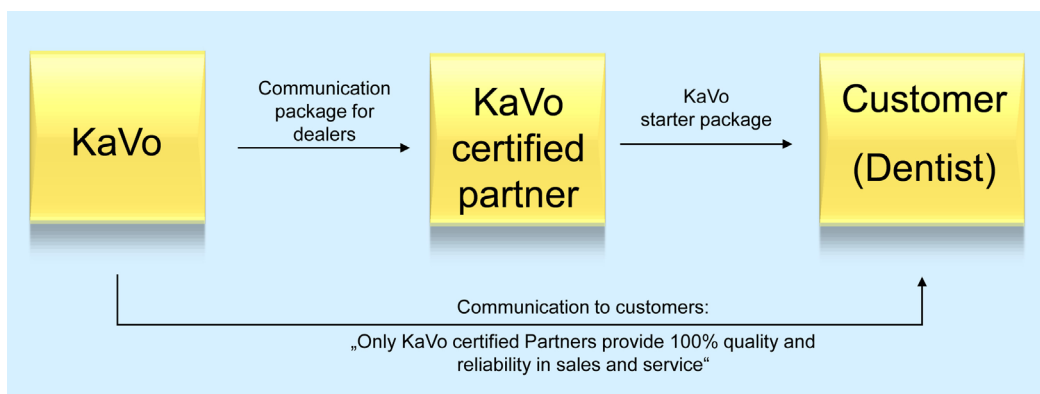 KaVo
Communication
package for
dealers
KaVo
certified
partner
KaVo
starter package
Customer
(Dentist)
Communication to customers:
„Only KaVo certified Partners provide 100% quality and
reliability in sales and service“